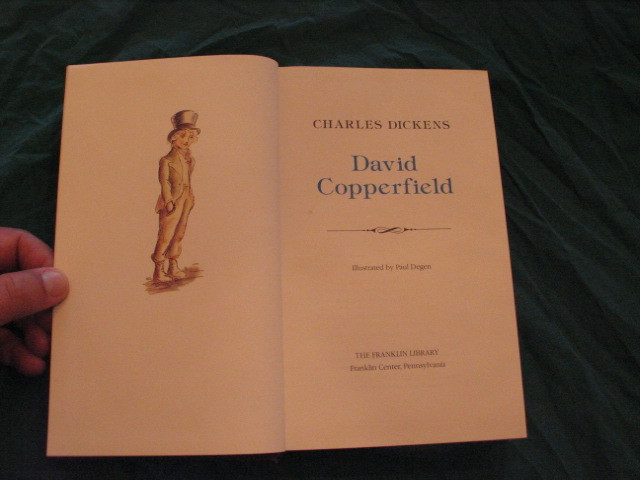 CHARLES DICKENS
David
Copperfield
Illustrated by Paul Degen
THE FRANKLIN LIBRARY
Franklin Center, Pennsylvania